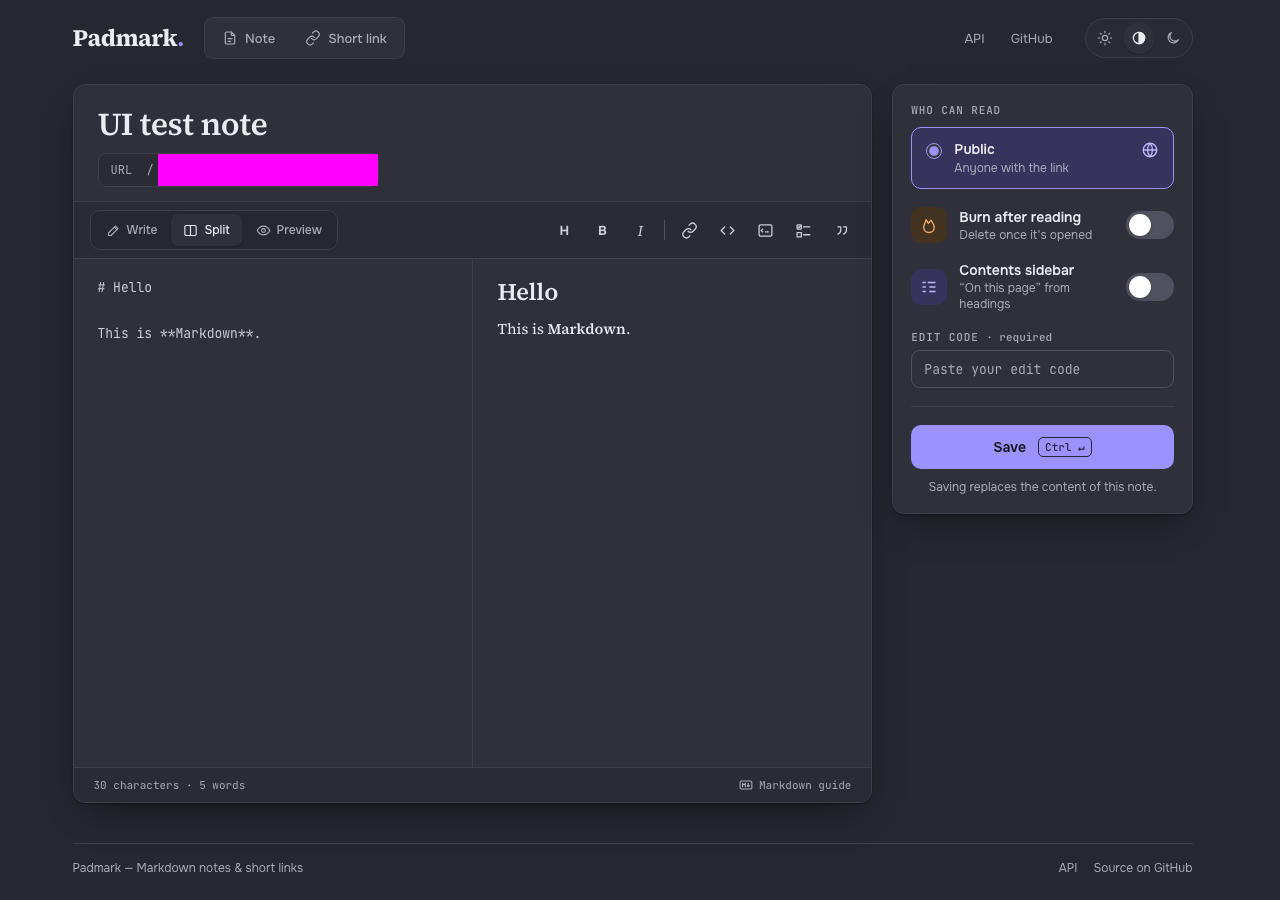 Padmark.
Note
Short link
API
GitHub
UI test note
URL /
Write
Split
Preview
H
B
I
# Hello
This is **Markdown**.
Hello
This is Markdown.
30 characters · 5 words
Markdown guide
WHO CAN READ
Public
Anyone with the link
Burn after reading
Delete once it's opened
Contents sidebar
“On this page” from
headings
EDIT CODE · required
Paste your edit code
Save Ctrl ↵
Saving replaces the content of this note.
Padmark — Markdown notes & short links
API
Source on GitHub